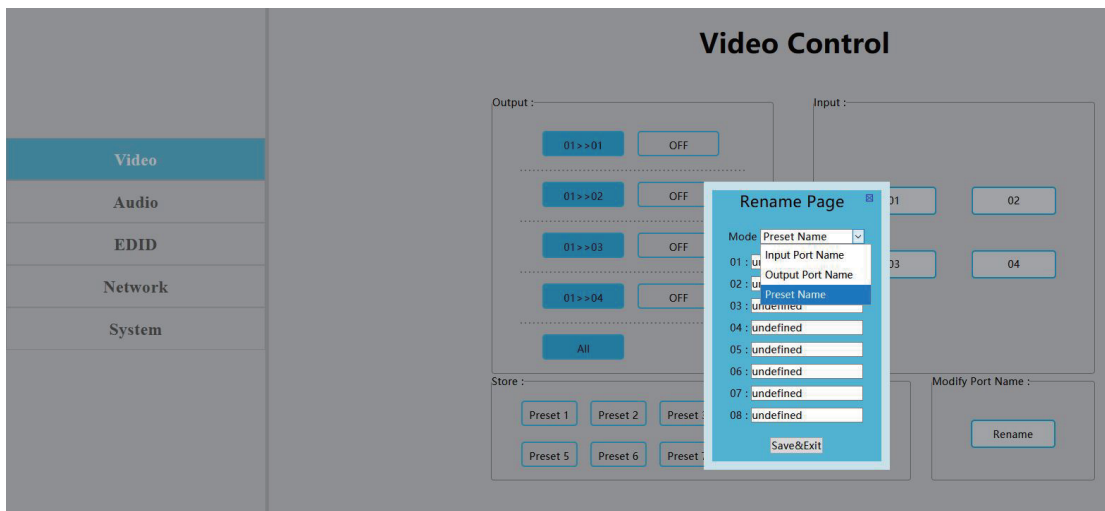 Video Control
Video
Audio
EDID
Network
System
Output :
01>>01 OFF
01>>02 OFF
01>>03 OFF
01>>04 OFF
All
Input :
01 02
03 04
Store :
Preset 1 Preset 2 Preset
Preset 5 Preset 6 Preset
Modify Port Name :
Rename
Rename Page
Mode Preset Name
Input Port Name
Output Port Name
Preset Name
01 :
02 :
03 : undefined
04 : undefined
05 : undefined
06 : undefined
07 : undefined
08 : undefined
Save&Exit